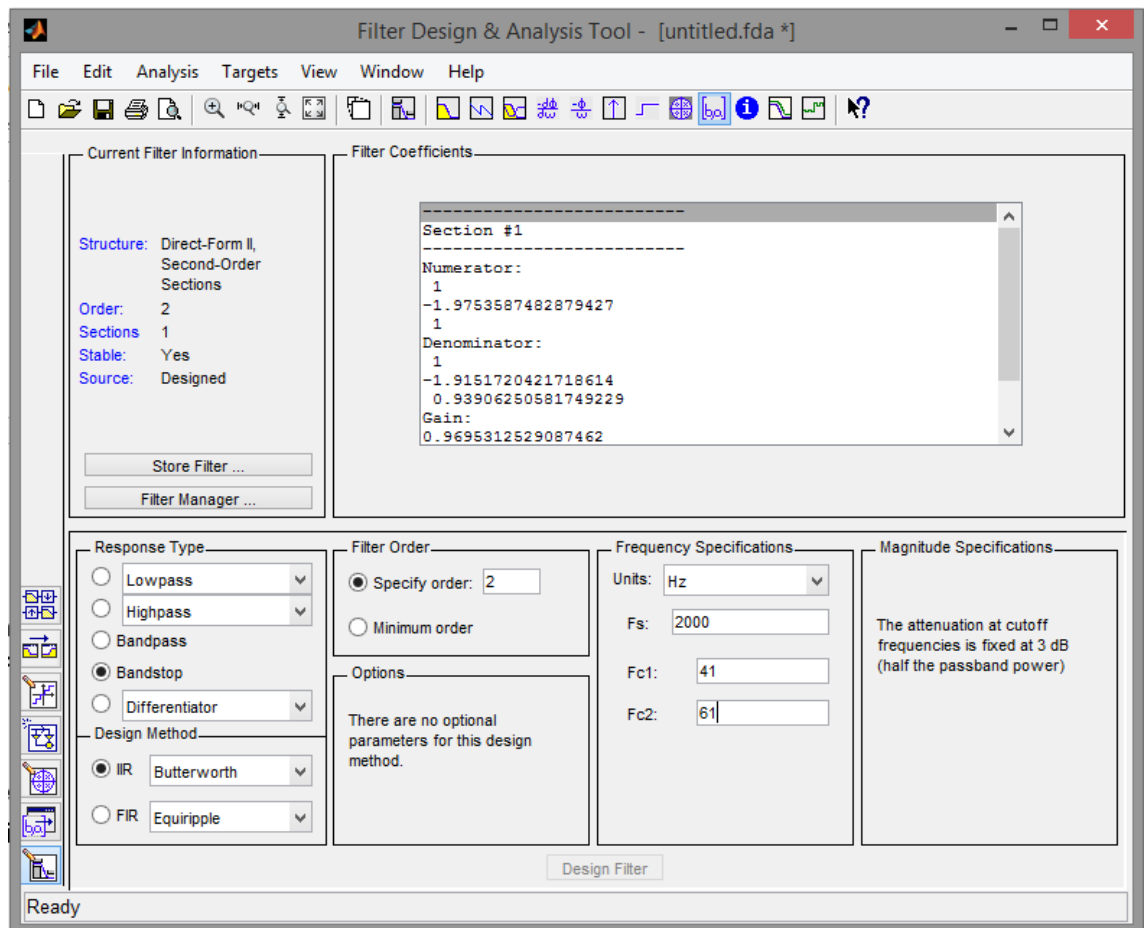 Filter Design & Analysis Tool - [untitled.fda *]
File Edit Analysis Targets View Window Help
Current Filter Information
Structure: Direct-Form II,
Second-Order
Sections
Order: 2
Sections 1
Stable: Yes
Source: Designed
Store Filter ...
Filter Manager ...
Filter Coefficients
--------------------------
Section #1
--------------------------
Numerator:
1
-1.9753587482879427
1
Denominator:
1
-1.9151720421718614
0.93906250581749229
Gain:
0.9695312529087462
Response Type
Lowpass
Highpass
Bandpass
Bandstop
Differentiator
Design Method
IIR Butterworth
FIR Equiripple
Filter Order
Specify order: 2
Minimum order
Options
There are no optional
parameters for this design
method.
Frequency Specifications
Units: Hz
Fs: 2000
Fc1: 41
Fc2: 61
Magnitude Specifications
The attenuation at cutoff
frequencies is fixed at 3 dB
(half the passband power)
Design Filter
Ready